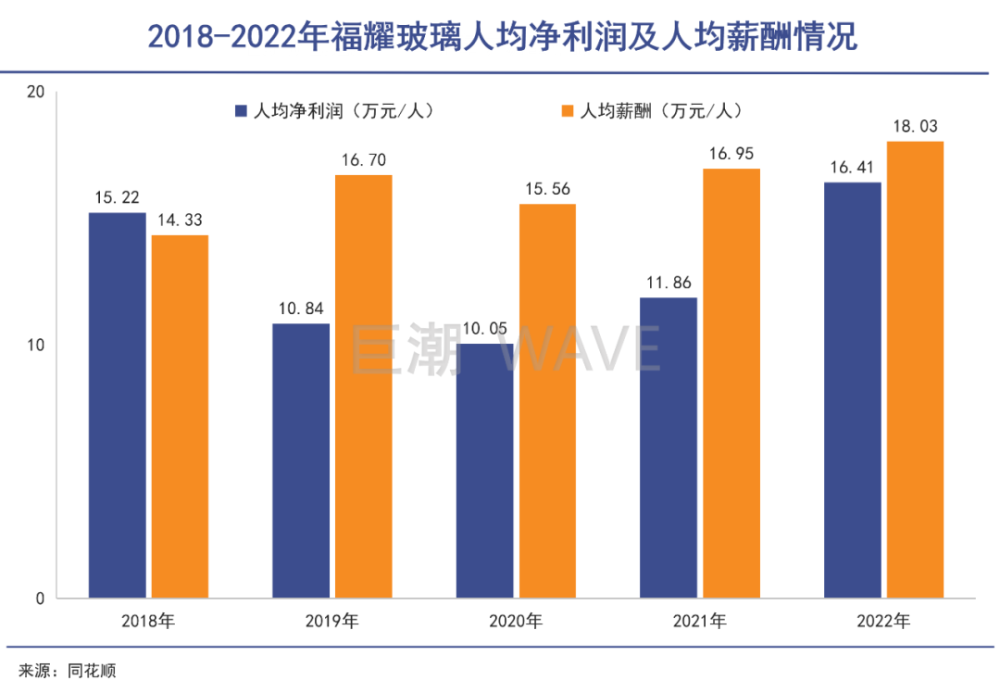 2018-2022年福耀玻璃人均净利润及人均薪酬情况
20
人均净利润（万元/人）
人均薪酬（万元/人）
18.03
16.95
16.70
16.41
15.56
15.22
14.33
11.86
10.84
10.05
巨潮 WAVE
10
0
2018年
2019年
2020年
2021年
2022年
来源：同花顺